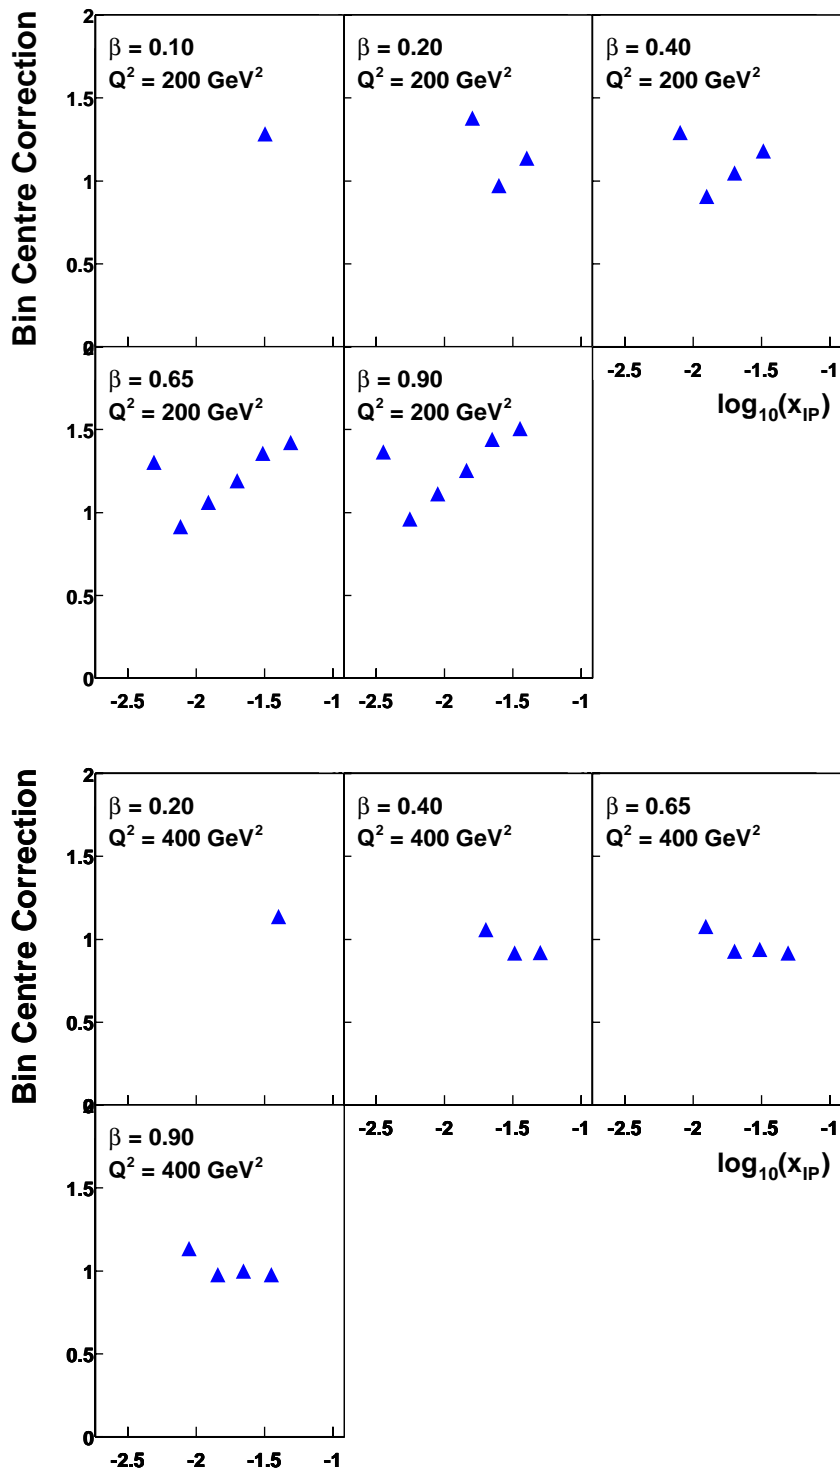 Bin Centre Correction
2
β = 0.10
Q² = 200 GeV²
β = 0.20
Q² = 200 GeV²
β = 0.40
Q² = 200 GeV²
1.5
1
0.5
β = 0.65
Q² = 200 GeV²
β = 0.90
Q² = 200 GeV²
-2.5 -2 -1.5 -1
log₁₀(x_IP)
1.5
1
0.5
0
-2.5 -2 -1.5 -1
-2.5 -2 -1.5 -1
Bin Centre Correction
2
β = 0.20
Q² = 400 GeV²
β = 0.40
Q² = 400 GeV²
β = 0.65
Q² = 400 GeV²
1.5
1
0.5
β = 0.90
Q² = 400 GeV²
-2.5 -2 -1.5 -1
-2.5 -2 -1.5 -1
log₁₀(x_IP)
1.5
1
0.5
0
-2.5 -2 -1.5 -1